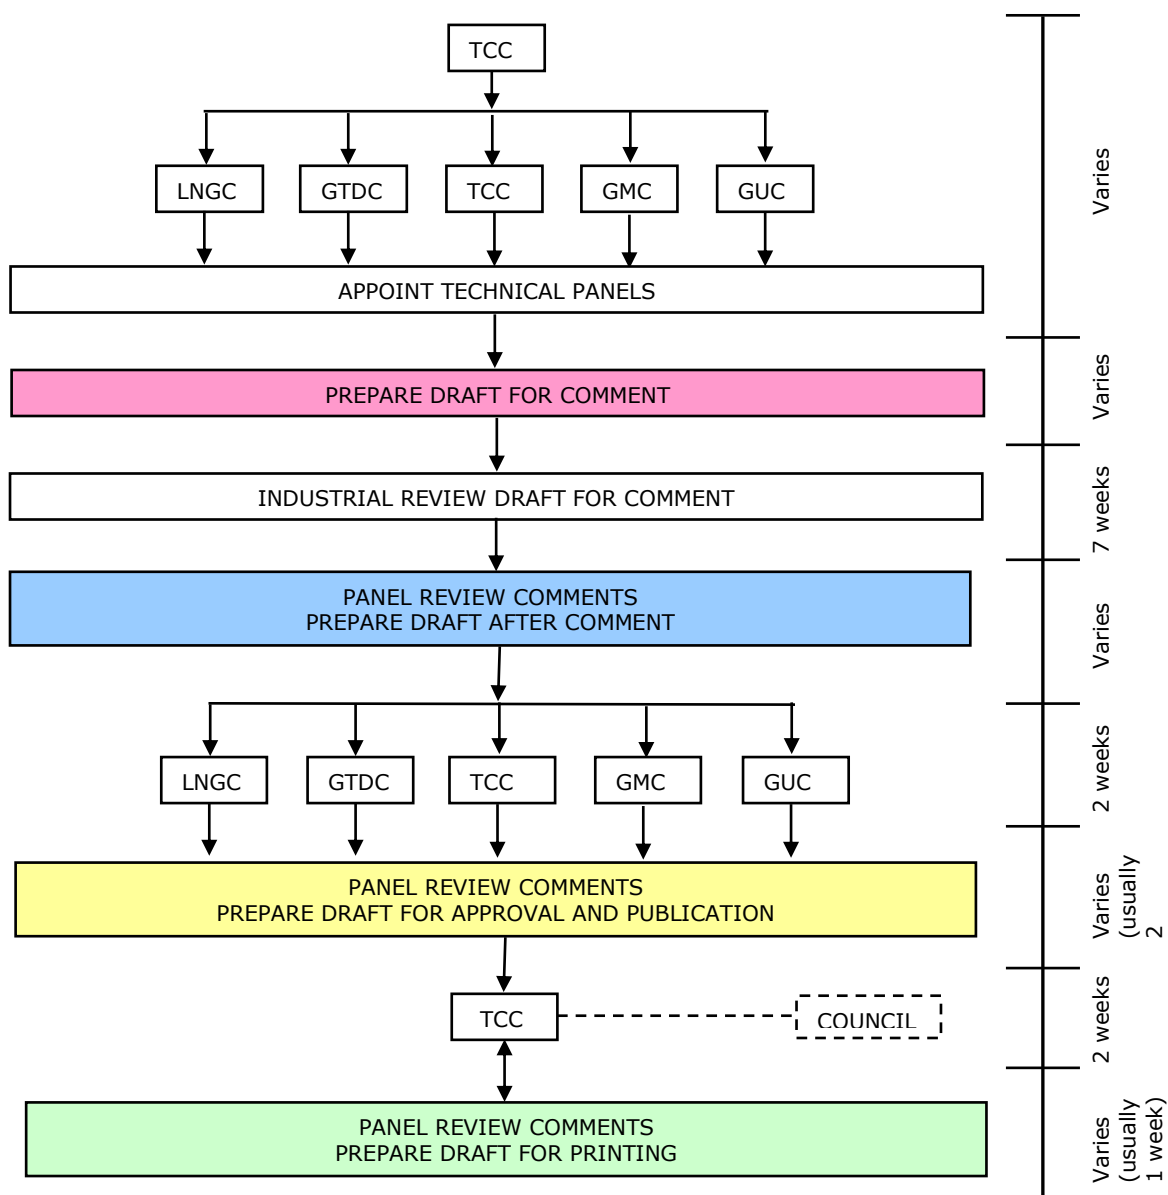 TCC
LNGC
GTDC
TCC
GMC
GUC
APPOINT TECHNICAL PANELS
Varies
PREPARE DRAFT FOR COMMENT
Varies
INDUSTRIAL REVIEW DRAFT FOR COMMENT
7 weeks
PANEL REVIEW COMMENTS
PREPARE DRAFT AFTER COMMENT
Varies
LNGC
GTDC
TCC
GMC
GUC
2 weeks
PANEL REVIEW COMMENTS
PREPARE DRAFT FOR APPROVAL AND PUBLICATION
Varies
(usually
2
TCC
COUNCIL
2 weeks
PANEL REVIEW COMMENTS
PREPARE DRAFT FOR PRINTING
Varies
(usually
1 week)